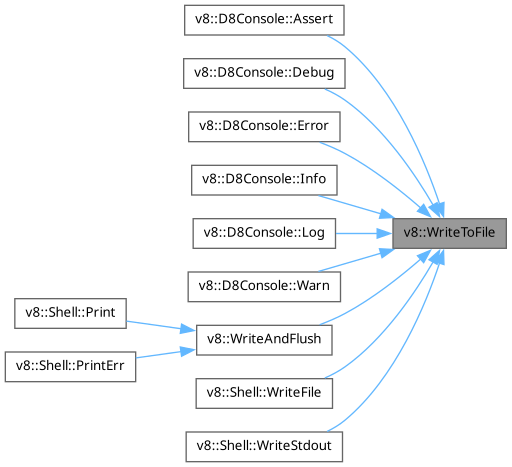 v8::D8Console::Assert
v8::D8Console::Debug
v8::D8Console::Error
v8::D8Console::Info
v8::WriteToFile
v8::D8Console::Log
v8::D8Console::Warn
v8::Shell::Print
v8::WriteAndFlush
v8::Shell::PrintErr
v8::Shell::WriteFile
v8::Shell::WriteStdout